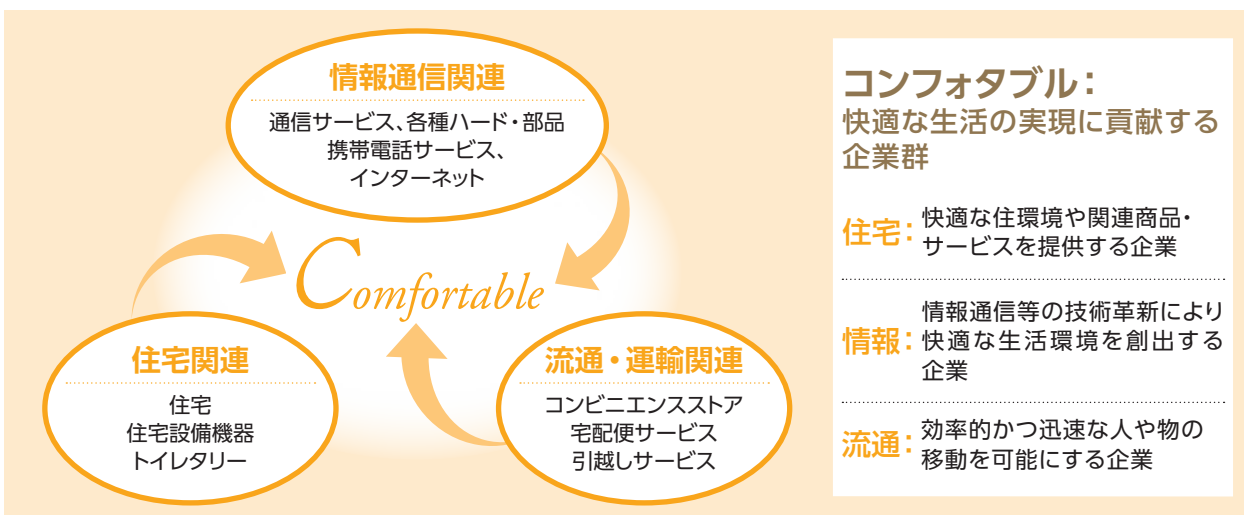 情報通信関連
通信サービス、各種ハード・部品
携帯電話サービス、
インターネット
Comfortable
住宅関連
住宅
住宅設備機器
トイレタリー
流通・運輸関連
コンビニエンスストア
宅配便サービス
引越しサービス
コンフォタブル：
快適な生活の実現に貢献する
企業群
住宅：快適な住環境や関連商品・
サービスを提供する企業
情報：情報通信等の技術革新により
快適な生活環境を創出する
企業
流通：効率的かつ迅速な人や物の
移動を可能にする企業